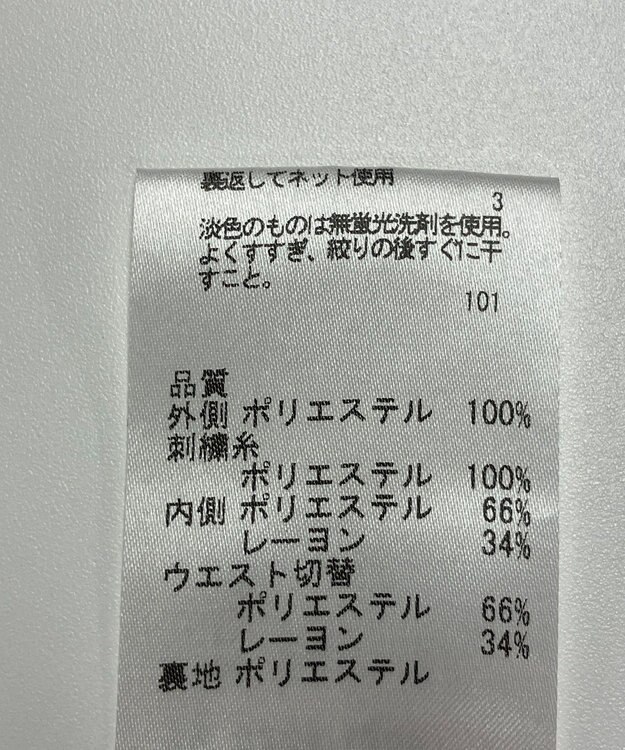 裏返してネット使用
3
淡色のものは無蛍光洗剤を使用。
よくすすぎ、絞りの後すぐに干
すこと。
101
品質
外側 ポリエステル 100%
刺繍糸
ポリエステル 100%
内側 ポリエステル 66%
レーヨン 34%
ウエスト切替
ポリエステル 66%
レーヨン 34%
裏地 ポリエステル